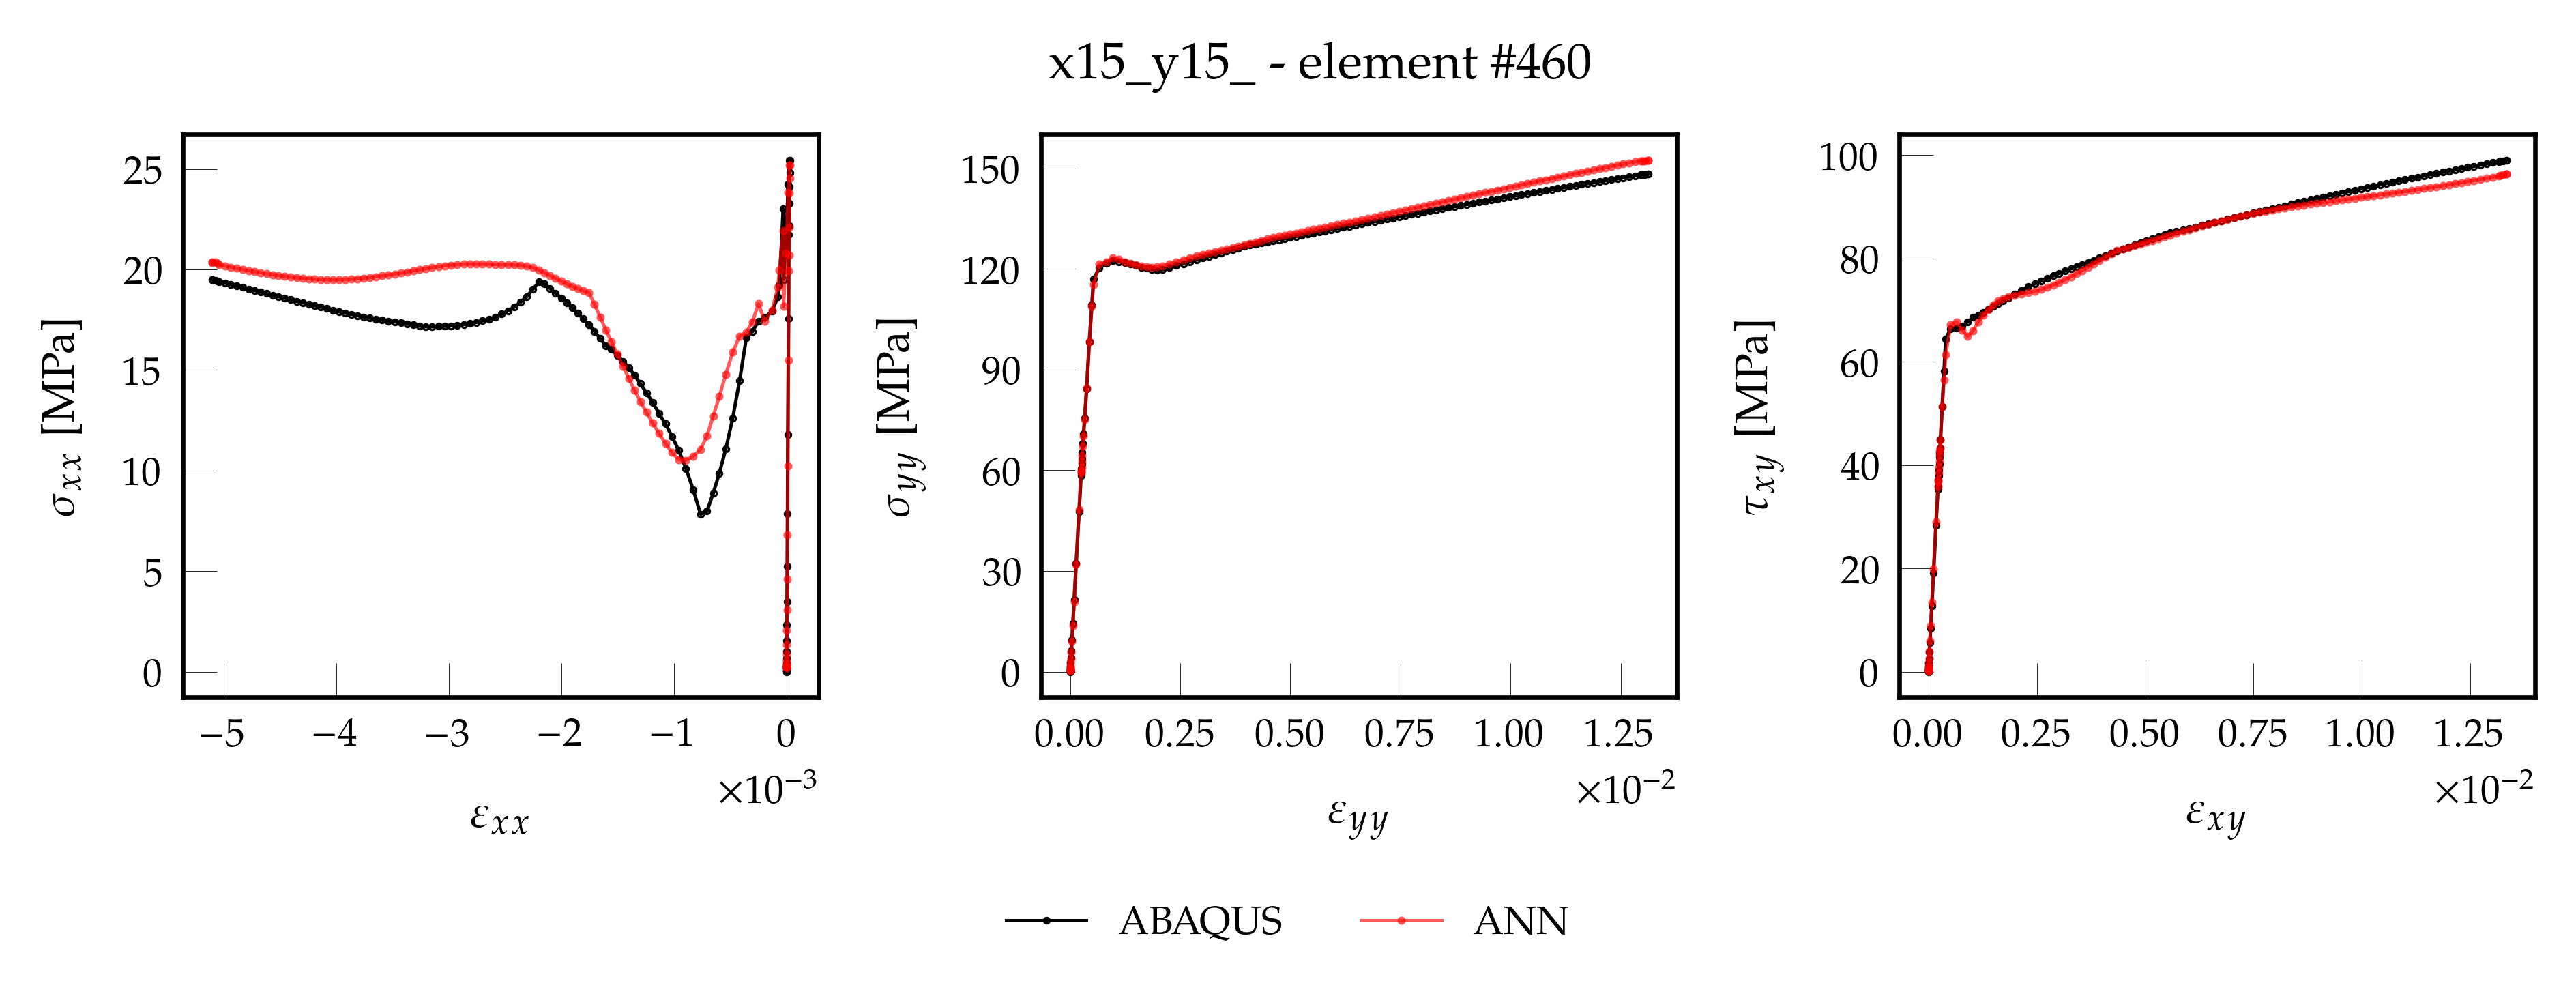 x15_y15_ - element #460
25
20
15
10
5
0
σxx [MPa]
−5 −4 −3 −2 −1 0
×10−3
εxx
150
120
90
60
30
0
σyy [MPa]
0.00 0.25 0.50 0.75 1.00 1.25
×10−2
εyy
100
80
60
40
20
0
τxy [MPa]
0.00 0.25 0.50 0.75 1.00 1.25
×10−2
εxy
ABAQUS ANN